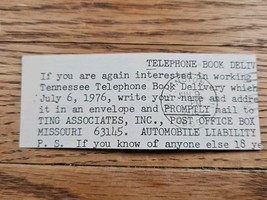 TELEPHONE BOOK DELIV
If you are again interested in working
Tennessee Telephone Book Delivery which
July 6, 1976, write your name and addre
it in an envelope and PROMPTLY mail to
TING ASSOCIATES, INC., POST OFFICE BOX
MISSOURI 63145. AUTOMOBILE LIABILITY
P. S. If you know of anyone else 18 ye